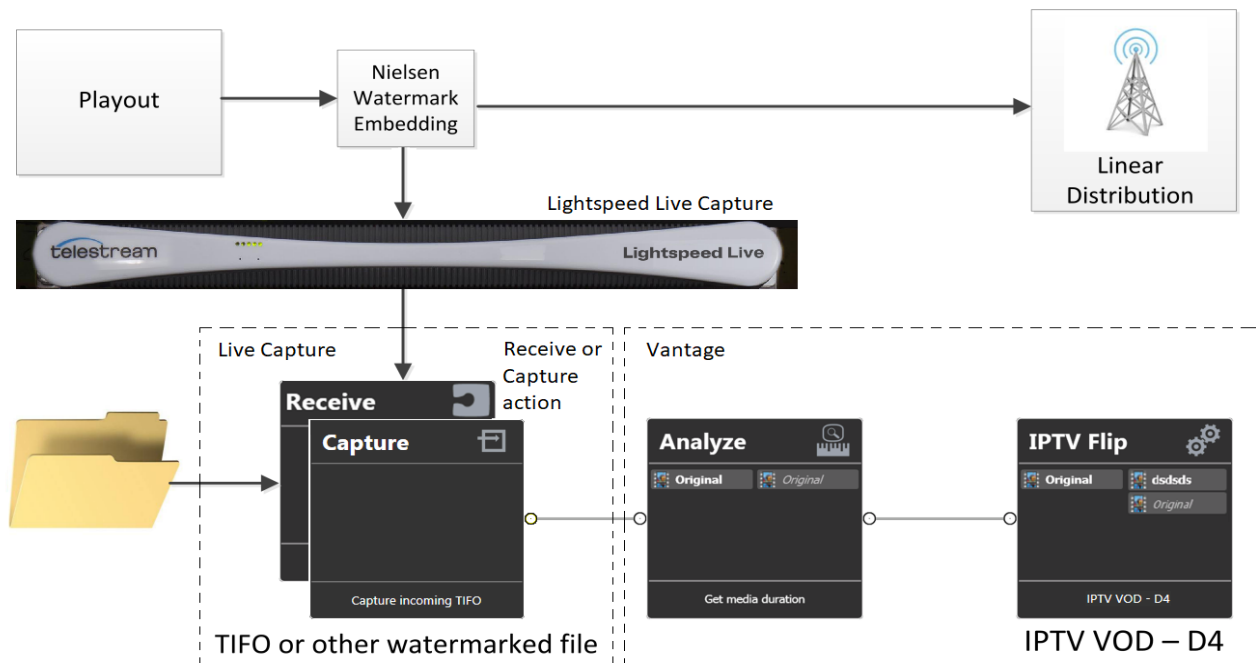 Playout
Nielsen
Watermark
Embedding
Linear
Distribution
Lightspeed Live Capture
telestream
Lightspeed Live
Live Capture
Receive or
Capture
action
Vantage
Receive
Capture
Capture incoming TIFO
Analyze
Original
Original
Get media duration
IPTV Flip
Original
dsdsds
Original
IPTV VOD - D4
TIFO or other watermarked file
IPTV VOD – D4